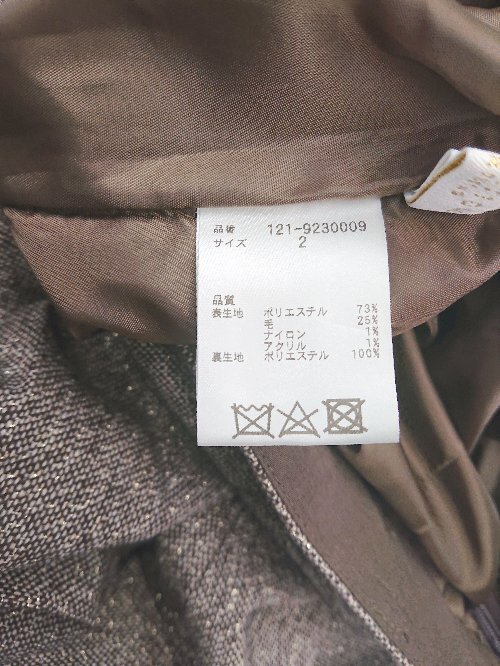 品番 121-9230009
サイズ 2
品質
表生地 ポリエステル 73%
毛 25%
ナイロン 1%
アクリル 1%
裏生地 ポリエステル 100%